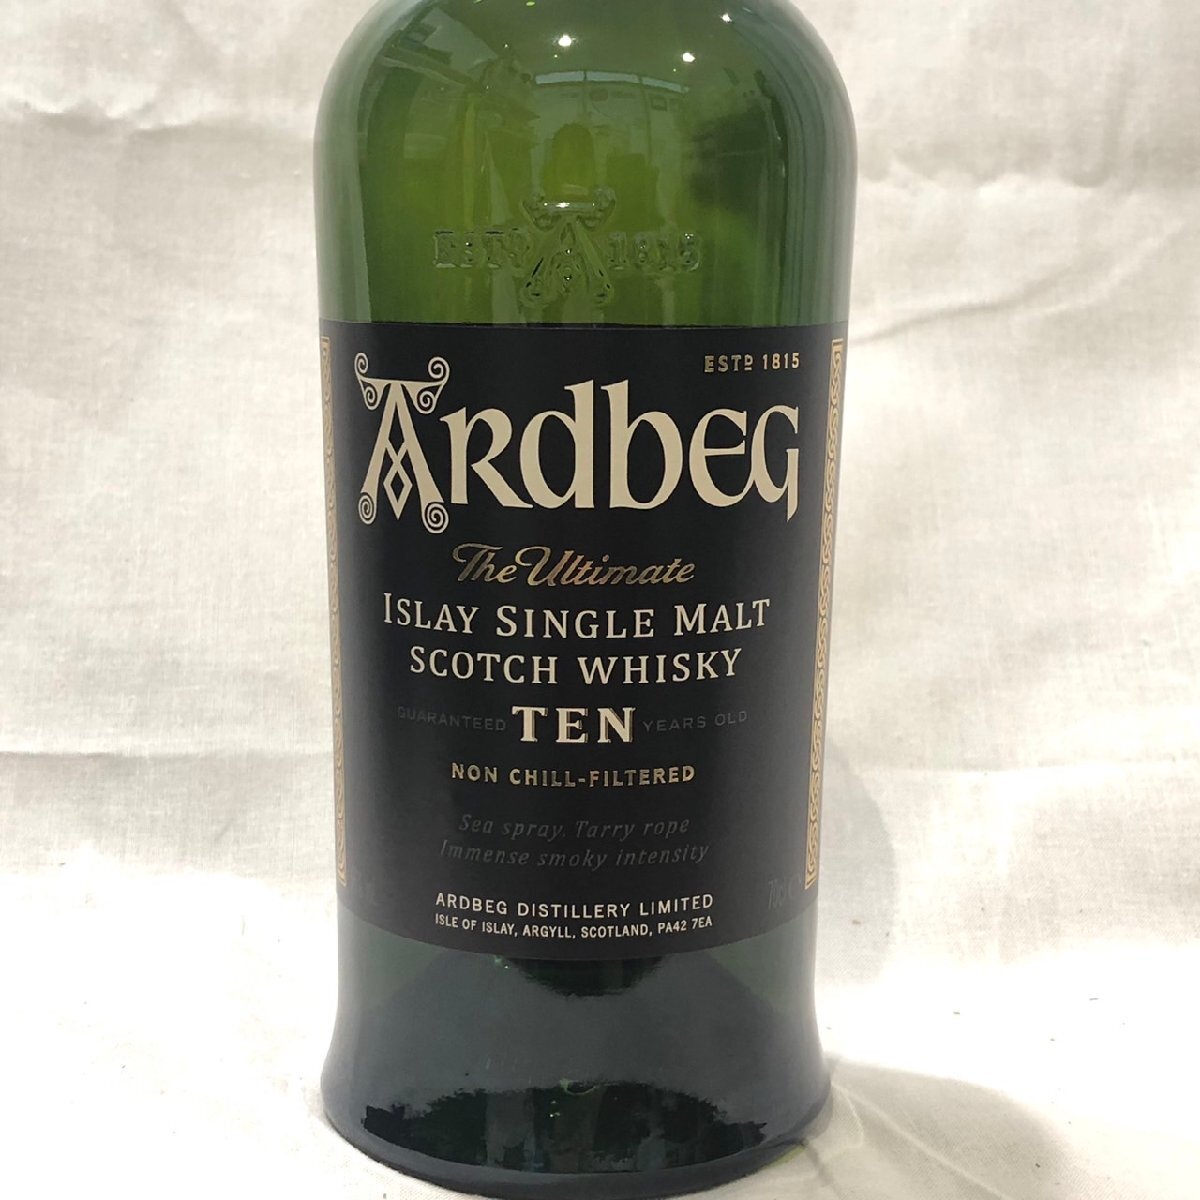 ESTD 1815
ESTD 1815
ARDBEG
The Ultimate
ISLAY SINGLE MALT
SCOTCH WHISKY
GUARANTEED TEN YEARS OLD
NON CHILL-FILTERED
Sea spray. Tarry rope
Immense smoky intensity
ARDBEG DISTILLERY LIMITED
ISLE OF ISLAY, ARGYLL, SCOTLAND, PA42 7EA